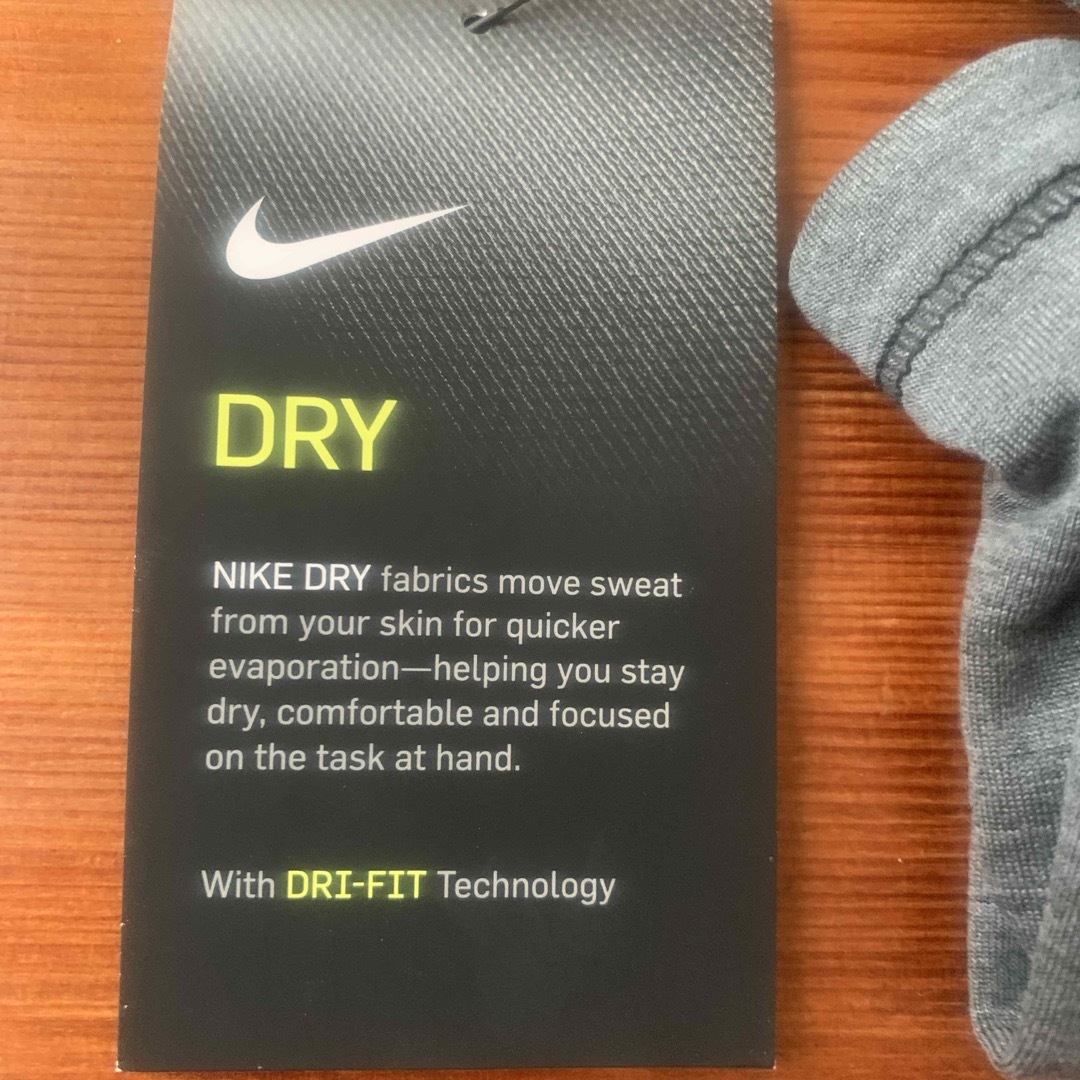 DRY
NIKE DRY fabrics move sweat
from your skin for quicker
evaporation—helping you stay
dry, comfortable and focused
on the task at hand.
With DRI-FIT Technology